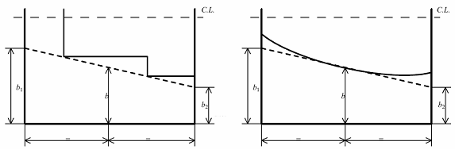 C.L.
b₁
h
b₂
=
=
C.L.
b₁
h
b₂
=
=